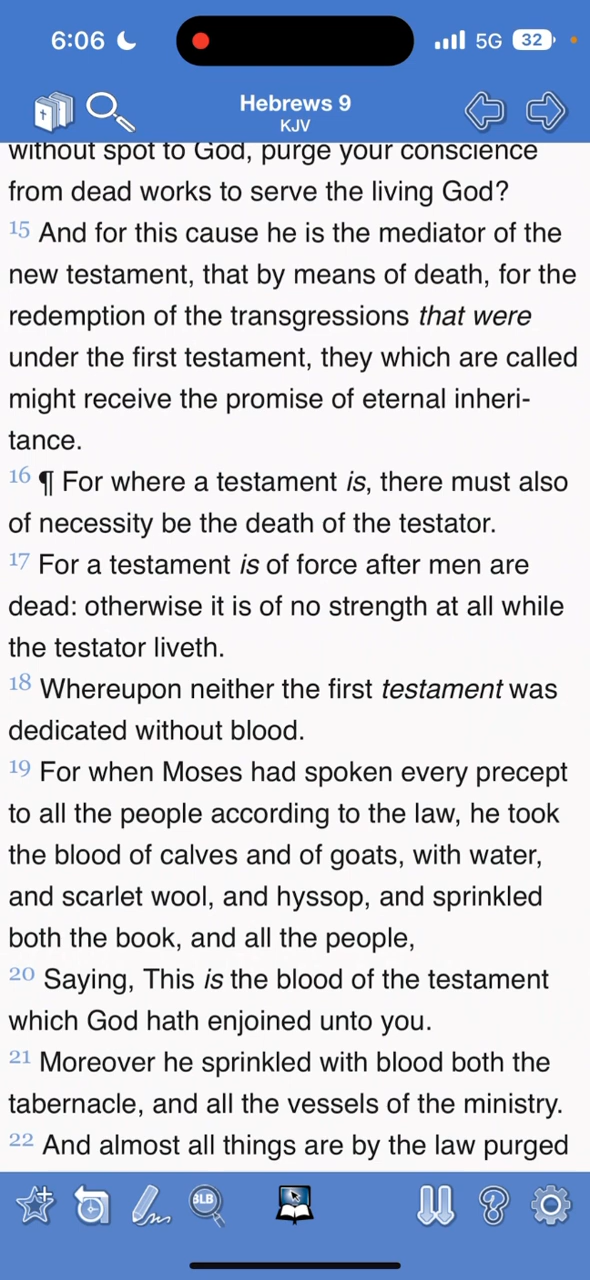 6:06
5G
32
Hebrews 9
KJV
without spot to God, purge your conscience
from dead works to serve the living God?
15 And for this cause he is the mediator of the
new testament, that by means of death, for the
redemption of the transgressions that were
under the first testament, they which are called
might receive the promise of eternal inheri-
tance.
16 ¶ For where a testament is, there must also
of necessity be the death of the testator.
17 For a testament is of force after men are
dead: otherwise it is of no strength at all while
the testator liveth.
18 Whereupon neither the first testament was
dedicated without blood.
19 For when Moses had spoken every precept
to all the people according to the law, he took
the blood of calves and of goats, with water,
and scarlet wool, and hyssop, and sprinkled
both the book, and all the people,
20 Saying, This is the blood of the testament
which God hath enjoined unto you.
21 Moreover he sprinkled with blood both the
tabernacle, and all the vessels of the ministry.
22 And almost all things are by the law purged
BLB